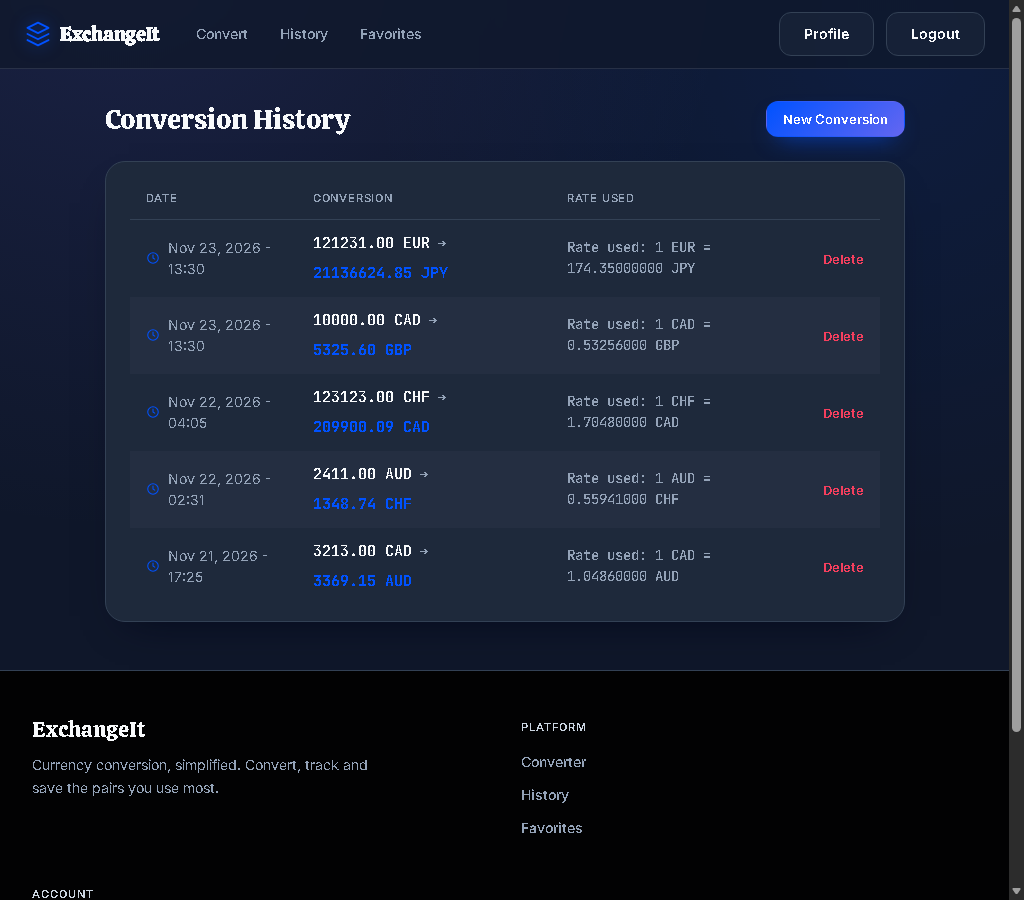 ExchangeIt
Convert
History
Favorites
Profile
Logout
Conversion History
New Conversion
DATE
CONVERSION
RATE USED
Nov 23, 2026 -
13:30
121231.00 EUR →
21136624.85 JPY
Rate used: 1 EUR =
174.35000000 JPY
Delete
Nov 23, 2026 -
13:30
10000.00 CAD →
5325.60 GBP
Rate used: 1 CAD =
0.53256000 GBP
Delete
Nov 22, 2026 -
04:05
123123.00 CHF →
209900.09 CAD
Rate used: 1 CHF =
1.70480000 CAD
Delete
Nov 22, 2026 -
02:31
2411.00 AUD →
1348.74 CHF
Rate used: 1 AUD =
0.55941000 CHF
Delete
Nov 21, 2026 -
17:25
3213.00 CAD →
3369.15 AUD
Rate used: 1 CAD =
1.04860000 AUD
Delete
ExchangeIt
Currency conversion, simplified. Convert, track and
save the pairs you use most.
PLATFORM
Converter
History
Favorites
ACCOUNT